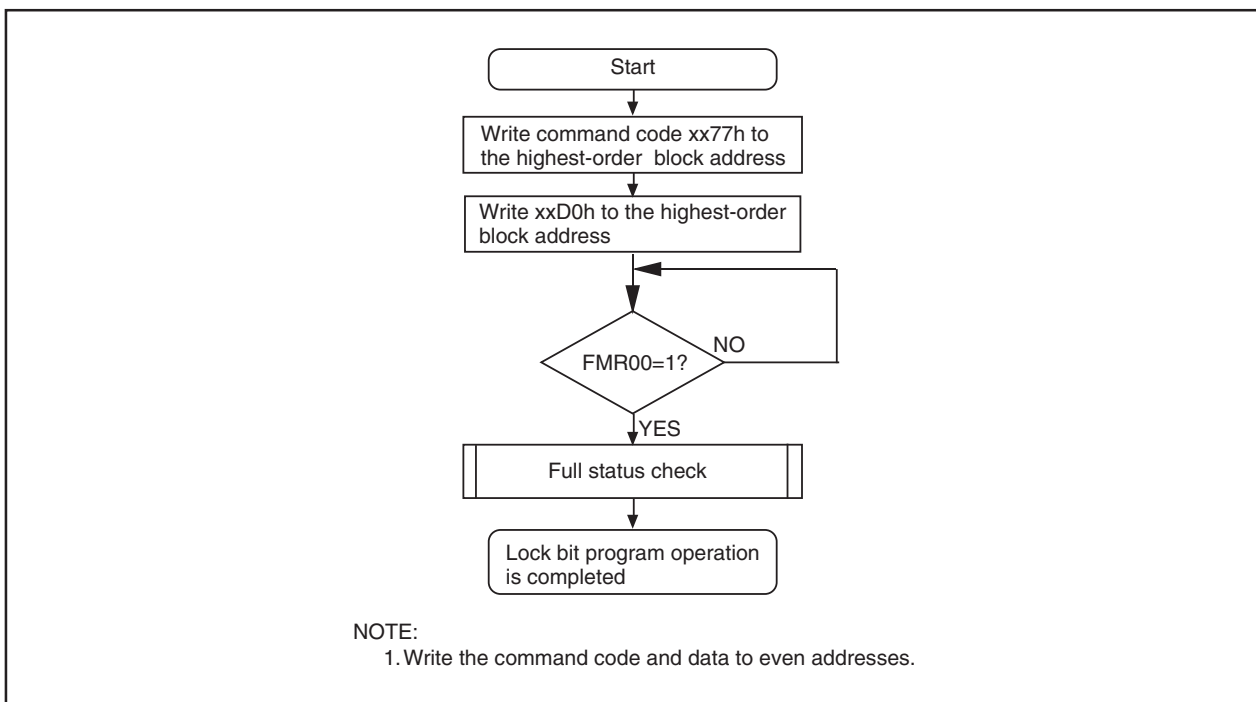 Start
Write command code xx77h to
the highest-order block address
Write xxD0h to the highest-order
block address
FMR00=1?
NO
YES
Full status check
Lock bit program operation
is completed
NOTE:
1. Write the command code and data to even addresses.